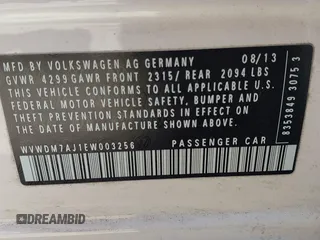 MFD BY VOLKSWAGEN AG GERMANY 08/13
GVWR 4299 GAWR FRONT 2315/ REAR 2094 LBS
THIS VEHICLE CONFORMS TO ALL APPLICABLE
FEDERAL MOTOR VEHICLE SAFETY, BUMPER AND
THEFT PREVENTION STANDARDS IN EFFECT ON
THE DATE OF MANUFACTURE SHOWN ABOVE
WVWDM7AJ1EW003256 PASSENGER CAR
8353849 3075 3
WWW.DREAMBID